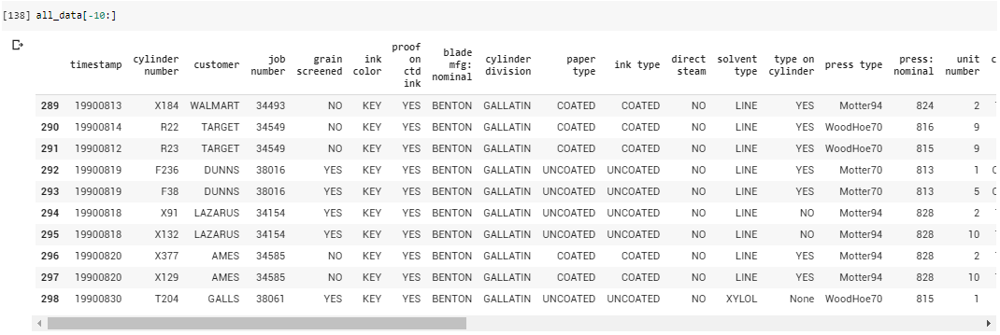 [138] all_data[-10:]
timestamp cylinder number customer job number grain screened ink color proof on ctd ink blade mfg: nominal cylinder division paper type ink type direct steam solvent type type on cylinder press type press: nominal unit number c
289 19900813 X184 WALMART 34493 NO KEY YES BENTON GALLATIN COATED COATED NO LINE YES Motter94 824 2
290 19900814 R22 TARGET 34549 NO KEY YES BENTON GALLATIN COATED COATED NO LINE YES WoodHoe70 816 9
291 19900812 R23 TARGET 34549 NO KEY YES BENTON GALLATIN COATED COATED NO LINE YES WoodHoe70 815 9
292 19900819 F236 DUNNS 38016 YES KEY YES BENTON GALLATIN UNCOATED UNCOATED NO LINE YES Motter70 813 1
293 19900819 F38 DUNNS 38016 YES KEY YES BENTON GALLATIN UNCOATED UNCOATED NO LINE YES Motter70 813 5
294 19900818 X91 LAZARUS 34154 YES KEY YES BENTON GALLATIN UNCOATED UNCOATED NO LINE NO Motter94 828 2
295 19900818 X132 LAZARUS 34154 YES KEY YES BENTON GALLATIN UNCOATED UNCOATED NO LINE NO Motter94 828 10
296 19900820 X377 AMES 34585 NO KEY YES BENTON GALLATIN COATED COATED NO LINE YES Motter94 828 2
297 19900820 X129 AMES 34585 NO KEY YES BENTON GALLATIN COATED COATED NO LINE YES Motter94 828 10
298 19900830 T204 GALLS 38061 YES KEY YES BENTON GALLATIN UNCOATED UNCOATED NO XYLOL None WoodHoe70 815 1